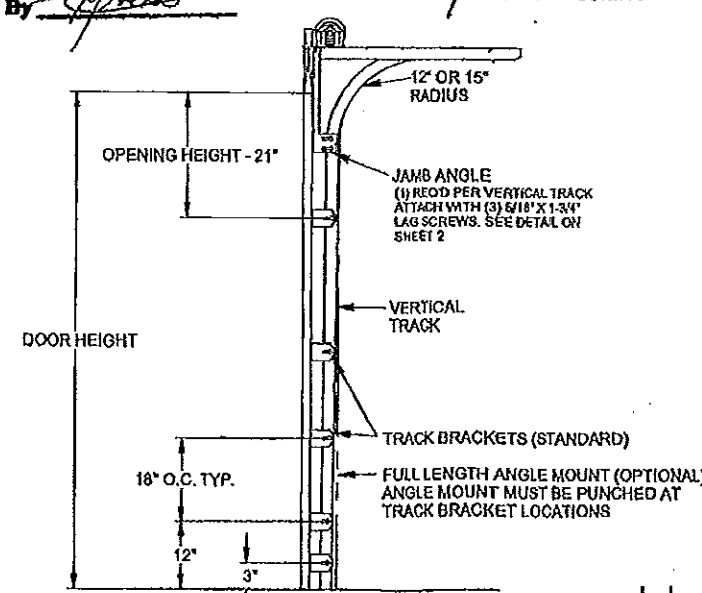 By
12" OR 15"
RADIUS
OPENING HEIGHT - 21"
JAMB ANGLE
(1) REQ'D PER VERTICAL TRACK
ATTACH WITH (3) 5/16" X 1-3/4"
LAG SCREWS. SEE DETAIL ON
SHEET 2
VERTICAL
TRACK
DOOR HEIGHT
TRACK BRACKETS (STANDARD)
18" O.C. TYP.
FULL LENGTH ANGLE MOUNT (OPTIONAL)
ANGLE MOUNT MUST BE PUNCHED AT
TRACK BRACKET LOCATIONS
12"
3"